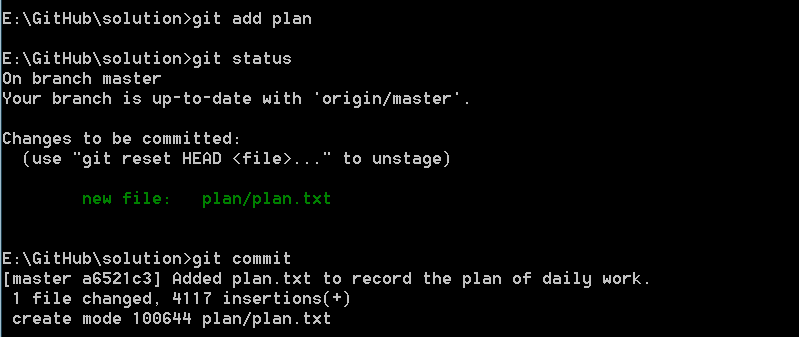 E:\GitHub\solution>git add plan
E:\GitHub\solution>git status
On branch master
Your branch is up-to-date with 'origin/master'.
Changes to be committed:
  (use "git reset HEAD <file>..." to unstage)
        new file:   plan/plan.txt
E:\GitHub\solution>git commit
[master a6521c3] Added plan.txt to record the plan of daily work.
 1 file changed, 4117 insertions(+)
 create mode 100644 plan/plan.txt